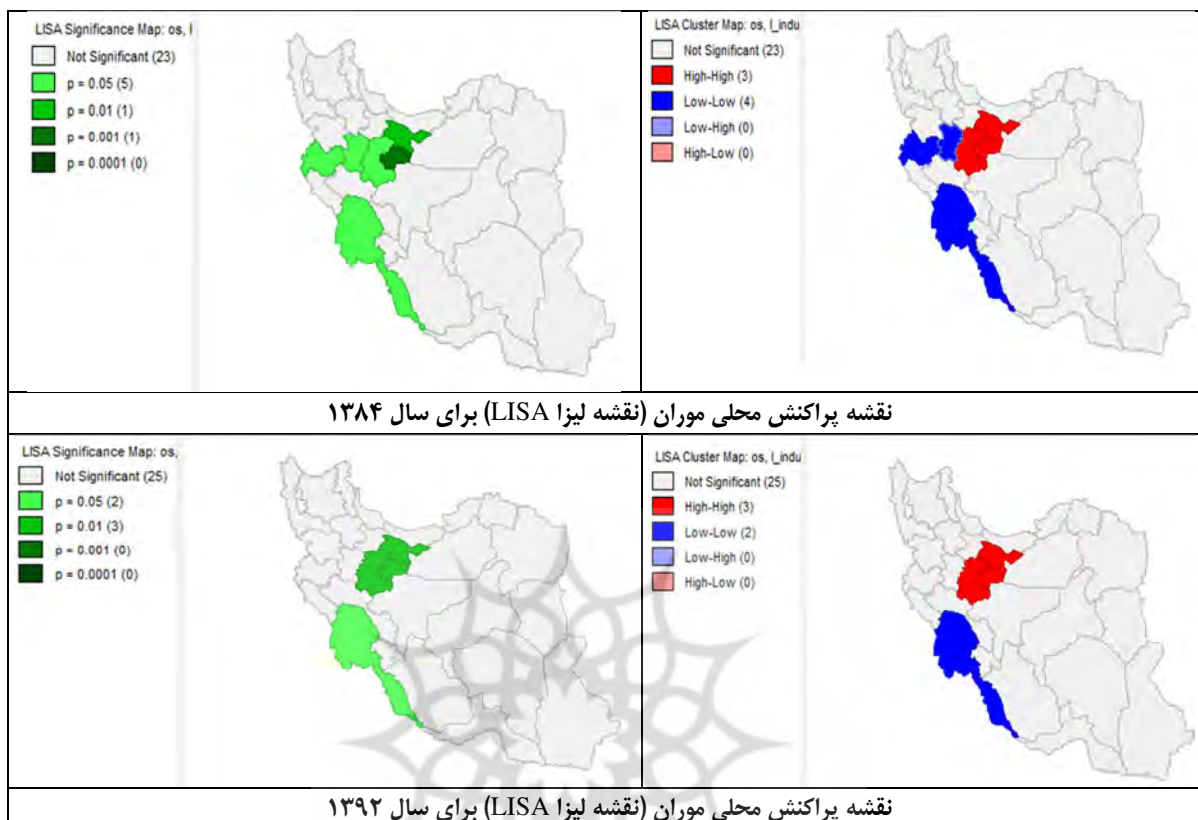 LISA Significance Map: os, I
Not Significant (23)
p = 0.05 (5)
p = 0.01 (1)
p = 0.001 (1)
p = 0.0001 (0)
LISA Cluster Map: os, I_indu
Not Significant (23)
High-High (3)
Low-Low (4)
Low-High (0)
High-Low (0)
نقشه پراکنش محلی موران (نقشه لیزا LISA) برای سال ۱۳۸۴
LISA Significance Map: os,
Not Significant (25)
p = 0.05 (2)
p = 0.01 (3)
p = 0.001 (0)
p = 0.0001 (0)
LISA Cluster Map: os, I_indu
Not Significant (25)
High-High (3)
Low-Low (2)
Low-High (0)
High-Low (0)
نقشه پراکنش محلی موران (نقشه لیزا LISA) برای سال ۱۳۹۲